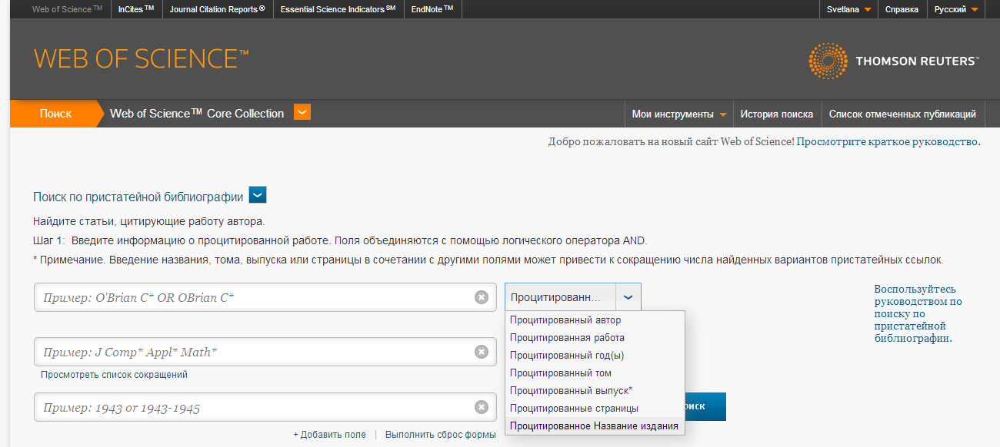 Web of Science™ InCites™ Journal Citation Reports® Essential Science Indicators℠ EndNote™ Svetlana Справка Русский
WEB OF SCIENCE™
THOMSON REUTERS™
Поиск Web of Science™ Core Collection Мои инструменты История поиска Список отмеченных публикаций
Добро пожаловать на новый сайт Web of Science! Просмотрите краткое руководство.
Поиск по пристатейной библиографии
Найдите статьи, цитирующие работу автора.
Шаг 1: Введите информацию о процитированной работе. Поля объединяются с помощью логического оператора AND.
* Примечание. Введение названия, тома, выпуска или страницы в сочетании с другими полями может привести к сокращению числа найденных вариантов пристатейных ссылок.
Пример: O'Brian C* OR OBrian C*
Процитированн...
Воспользуйтесь
руководством по
поиску по
пристатейной
библиографии.
Процитированный автор
Процитированная работа
Процитированный год(ы)
Процитированный том
Процитированный выпуск*
Процитированные страницы
Процитированное Название издания
Пример: J Comp* Appl* Math*
Просмотреть список сокращений
Пример: 1943 or 1943-1945
иск
+ Добавить поле | Выполнить сброс формы